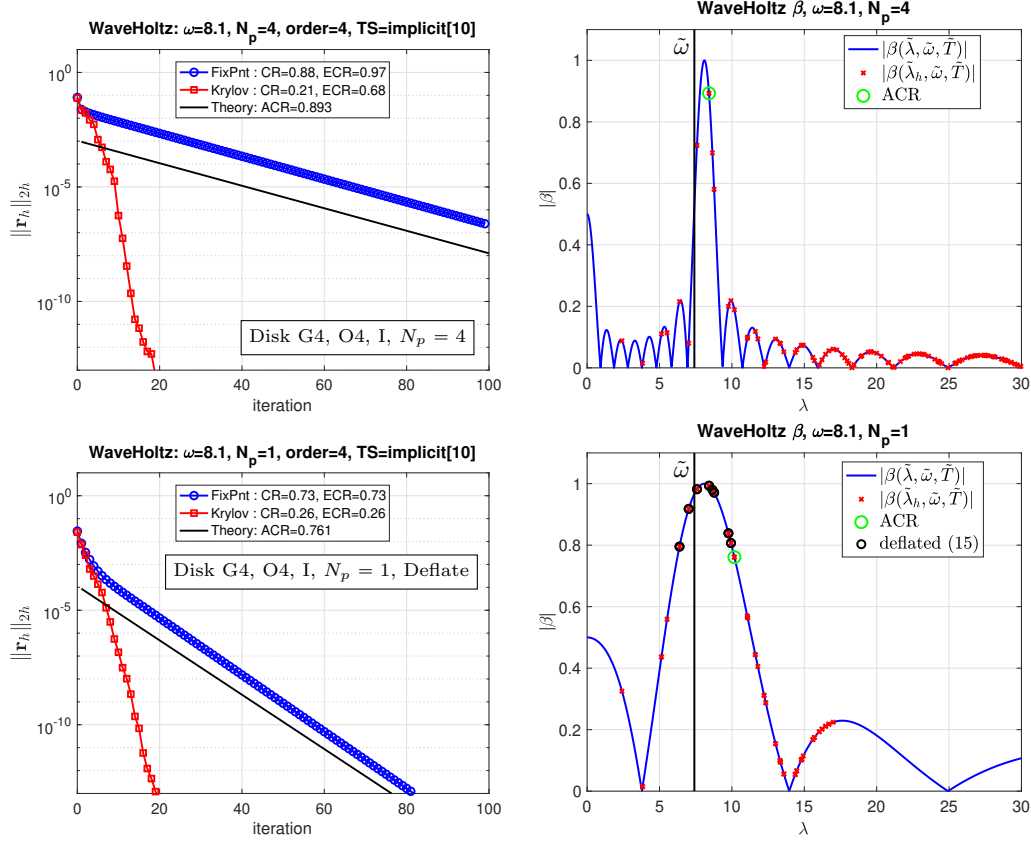 WaveHoltz: ω=8.1, N_p=4, order=4, TS=implicit[10]
FixPnt : CR=0.88, ECR=0.97
Krylov : CR=0.21, ECR=0.68
Theory: ACR=0.893
10^0
10^-5
10^-10
||r_h||_2h
Disk G4, O4, I, N_p = 4
0 20 40 60 80 100
iteration
WaveHoltz β, ω=8.1, N_p=4
ω̃
|β(λ̃, ω̃, T̃)|
|β(λ̃_h, ω̃, T̃)|
ACR
1
0.8
0.6
0.4
0.2
0
|β|
0 5 10 15 20 25 30
λ
WaveHoltz: ω=8.1, N_p=1, order=4, TS=implicit[10]
FixPnt : CR=0.73, ECR=0.73
Krylov : CR=0.26, ECR=0.26
Theory: ACR=0.761
Disk G4, O4, I, N_p = 1, Deflate
10^0
10^-5
10^-10
||r_h||_2h
0 20 40 60 80 100
iteration
WaveHoltz β, ω=8.1, N_p=1
ω̃
|β(λ̃, ω̃, T̃)|
|β(λ̃_h, ω̃, T̃)|
ACR
deflated (15)
1
0.8
0.6
0.4
0.2
0
|β|
0 5 10 15 20 25 30
λ